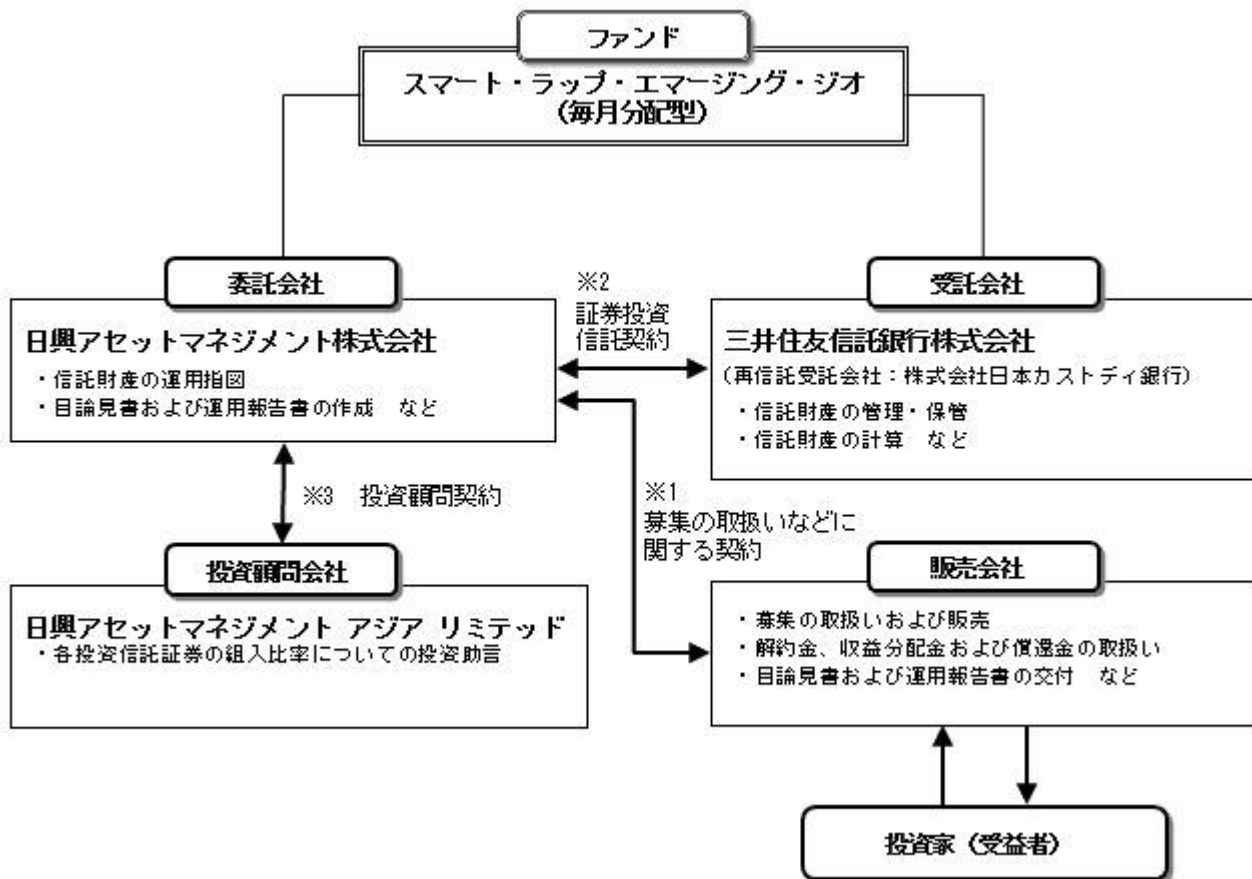 ファンド
スマート・ラップ・エマージング・ジオ
(毎月分配型)
委託会社
日興アセットマネジメント株式会社
・信託財産の運用指図
・目論見書および運用報告書の作成　など
※2
証券投資
信託契約
受託会社
三井住友信託銀行株式会社
(再信託受託会社：株式会社日本カストディ銀行)
・信託財産の管理・保管
・信託財産の計算　など
※3　投資顧問契約
※1
募集の取扱いなどに
関する契約
投資顧問会社
日興アセットマネジメント アジア リミテッド
・各投資信託証券の組入比率についての投資助言
販売会社
・募集の取扱いおよび販売
・解約金、収益分配金および償還金の取扱い
・目論見書および運用報告書の交付　など
投資家（受益者）